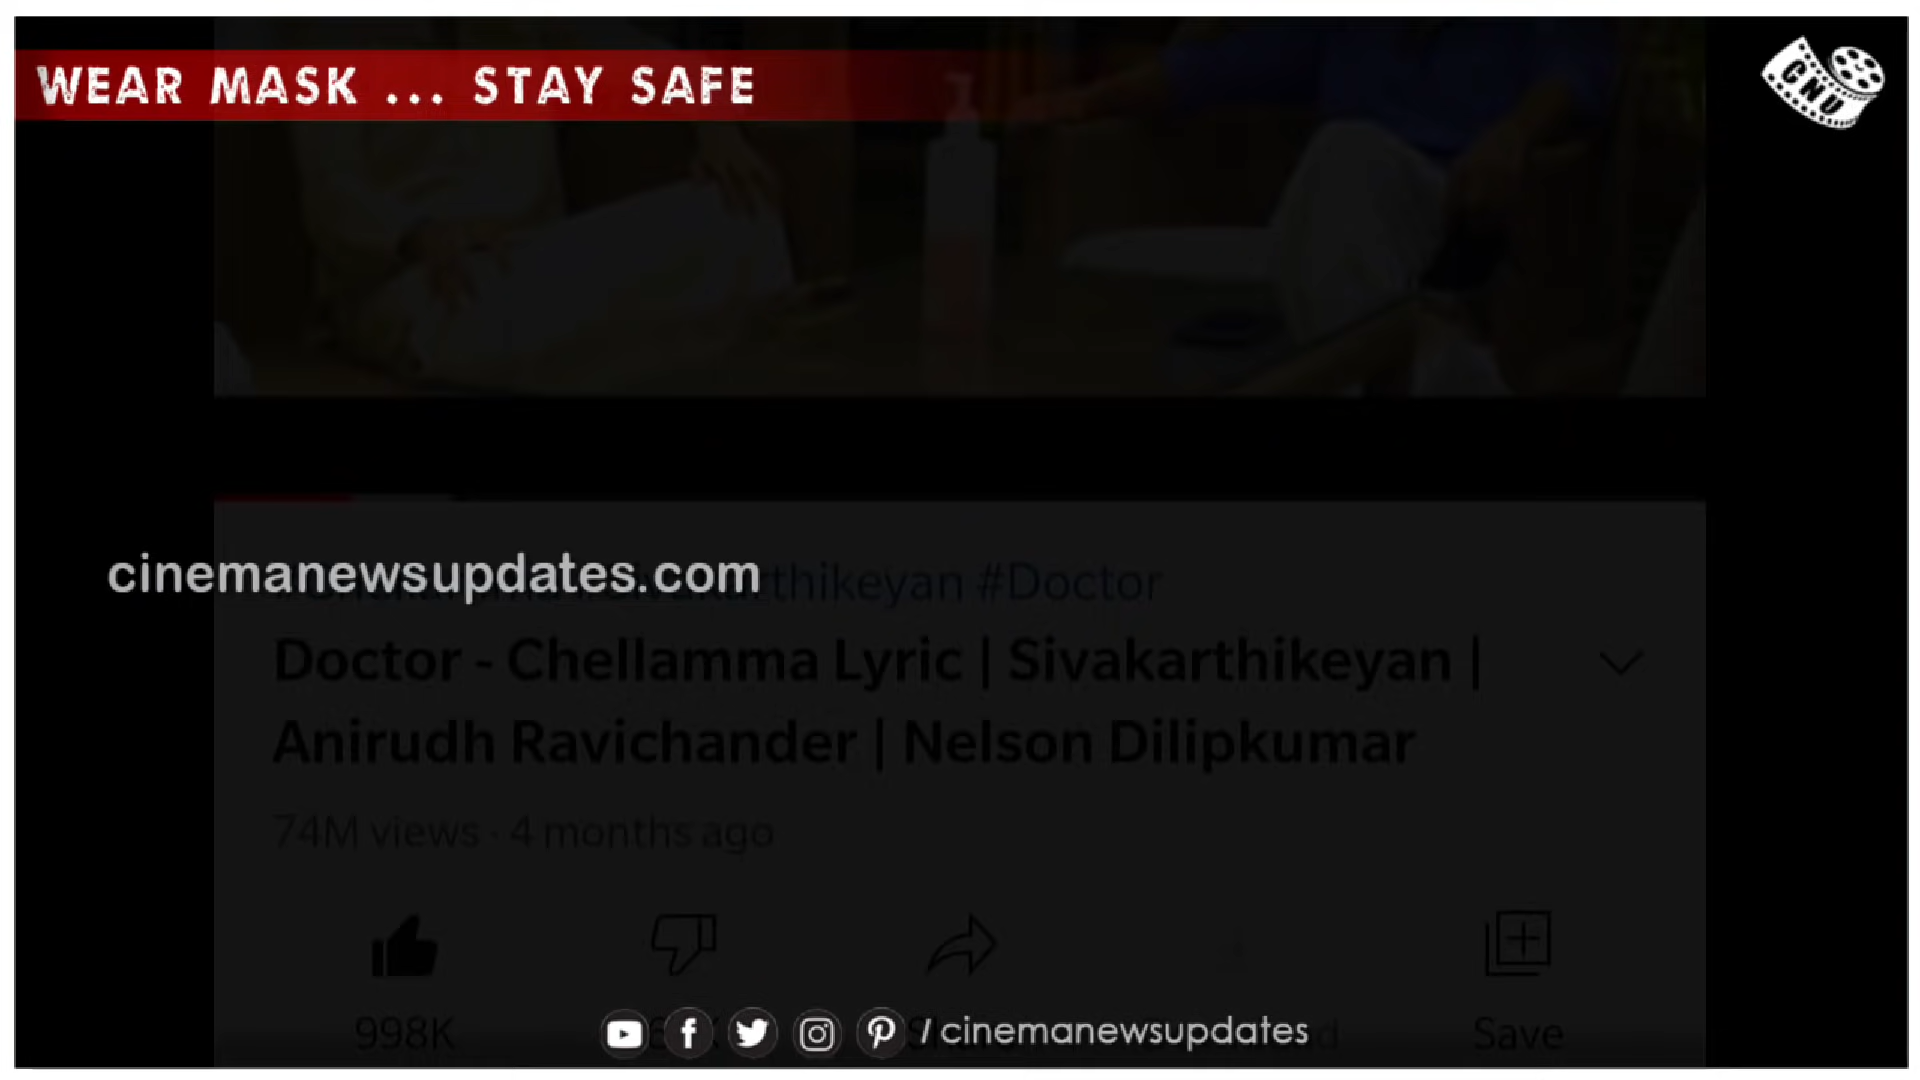 WEAR MASK ... STAY SAFE
CNU
cinemanewsupdates.com
thikeyan #Doctor
Doctor - Chellamma Lyric | Sivakarthikeyan |
Anirudh Ravichander | Nelson Dilipkumar
74M views · 4 months ago
998K
Save
/ cinemanewsupdates